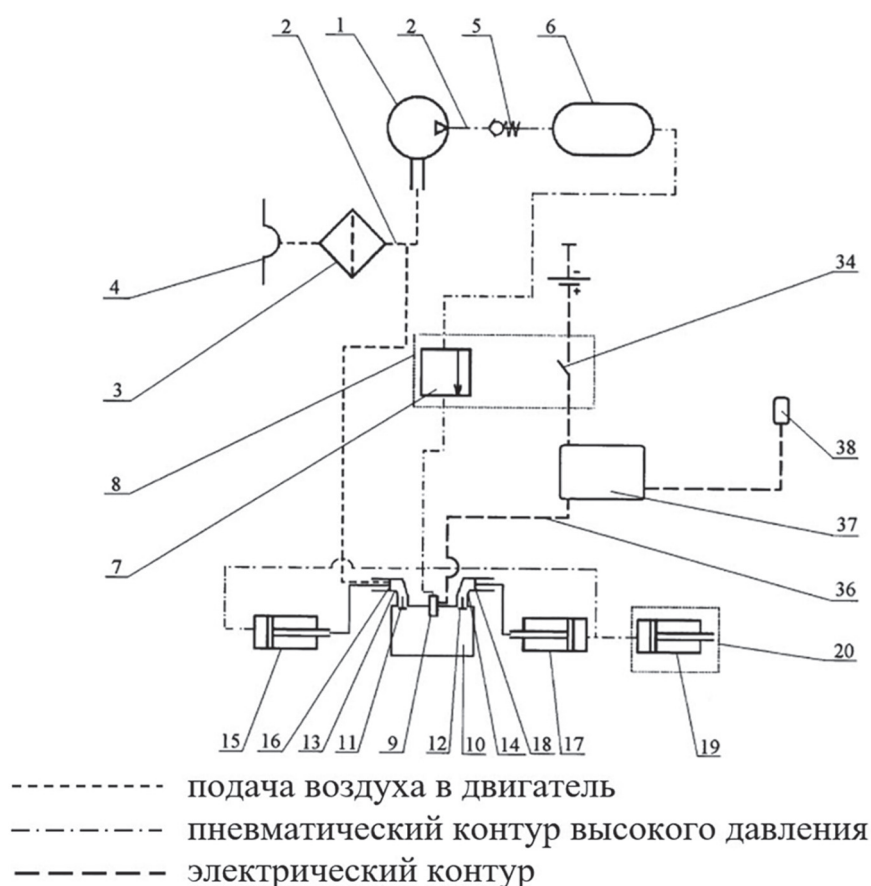 2 1 2 5 6
4 34
3
38
8
37
7
36
20
15 16 13 11 9 12 10 14 18 17 19
- +
подача воздуха в двигатель
пневматический контур высокого давления
электрический контур